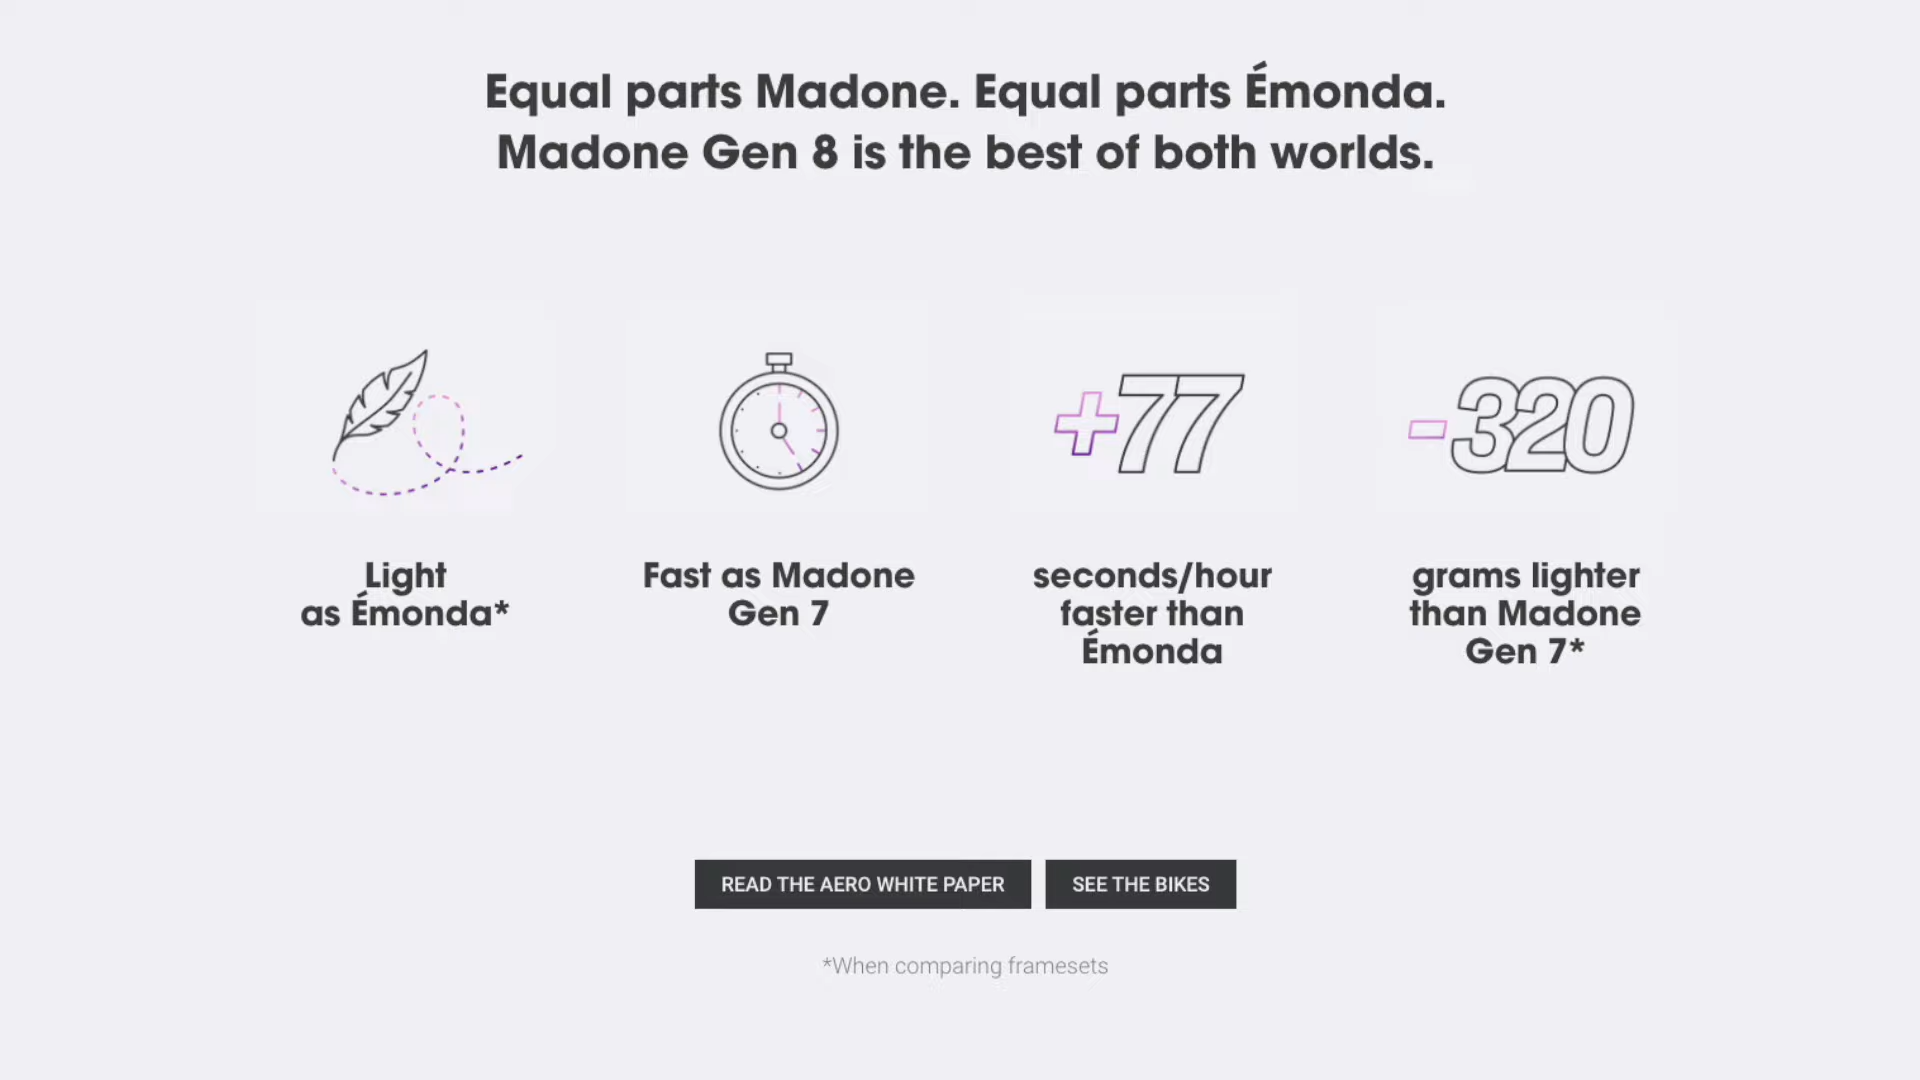 Equal parts Madone. Equal parts Émonda.
Madone Gen 8 is the best of both worlds.
Light
as Émonda*
Fast as Madone
Gen 7
+77
seconds/hour
faster than
Émonda
-320
grams lighter
than Madone
Gen 7*
READ THE AERO WHITE PAPER
SEE THE BIKES
*When comparing framesets